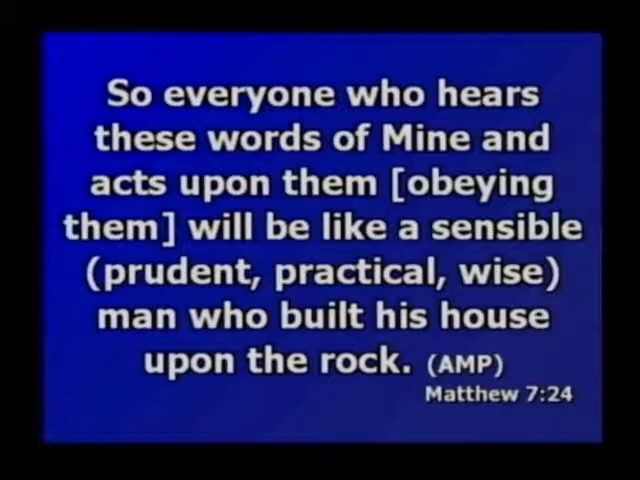 So everyone who hears
these words of Mine and
acts upon them [obeying
them] will be like a sensible
(prudent, practical, wise)
man who built his house
upon the rock. (AMP)
Matthew 7:24